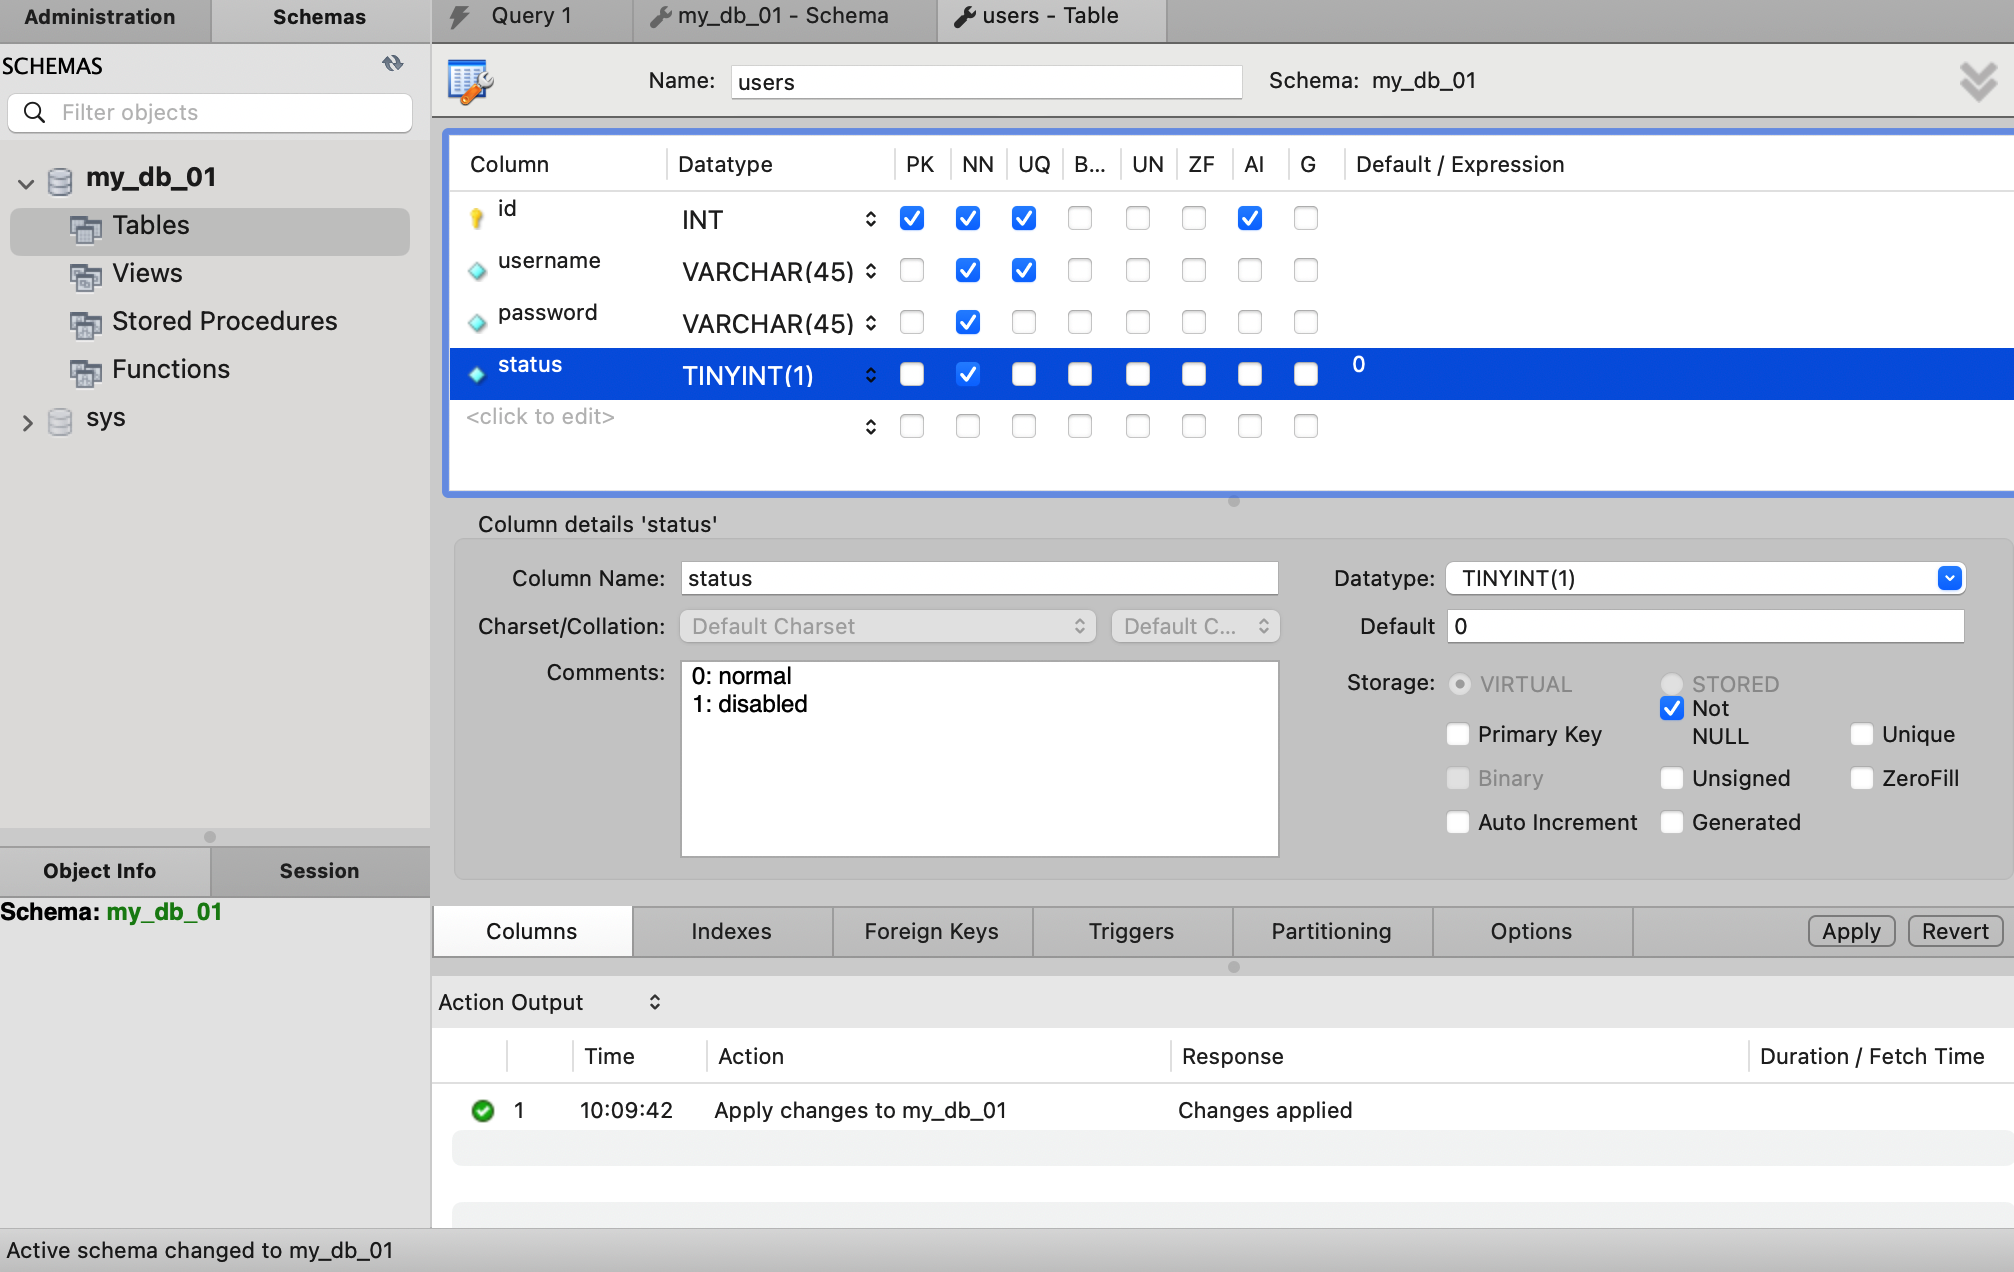 Administration
Schemas
Query 1
my_db_01 - Schema
users - Table
SCHEMAS
Filter objects
my_db_01
Tables
Views
Stored Procedures
Functions
sys
Object Info
Session
Schema: my_db_01
Name:
users
Schema: my_db_01
Column Datatype PK NN UQ B... UN ZF AI G Default / Expression
id INT
username VARCHAR(45)
password VARCHAR(45)
status TINYINT(1) 0
<click to edit>
Column details 'status'
Column Name: status
Datatype: TINYINT(1)
Charset/Collation: Default Charset Default C...
Default 0
Comments: 0: normal
1: disabled
Storage: VIRTUAL STORED
Not
NULL
Primary Key
Unique
Binary Unsigned ZeroFill
Auto Increment Generated
Columns Indexes Foreign Keys Triggers Partitioning Options Apply Revert
Action Output
Time Action Response Duration / Fetch Time
1 10:09:42 Apply changes to my_db_01 Changes applied
Active schema changed to my_db_01